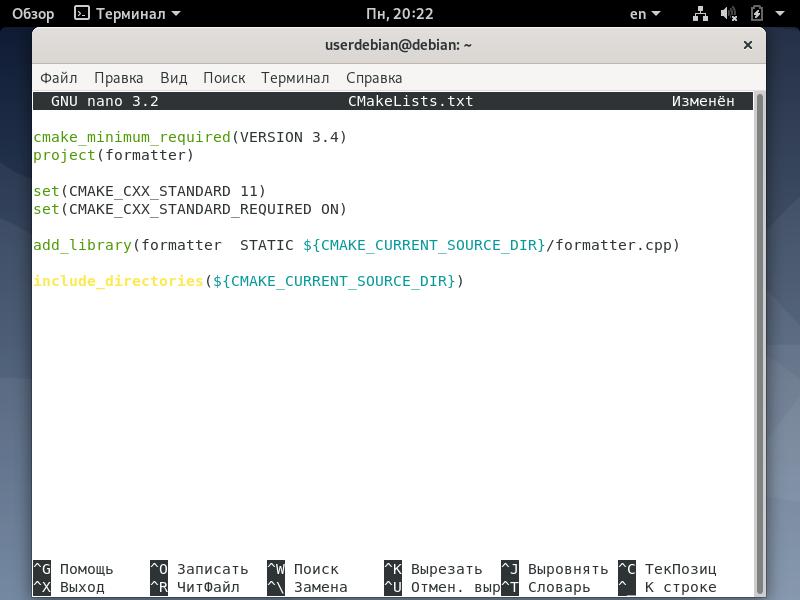 Обзор Терминал Пн, 20:22 en
userdebian@debian: ~
Файл Правка Вид Поиск Терминал Справка
GNU nano 3.2 CMakeLists.txt Изменён
cmake_minimum_required(VERSION 3.4)
project(formatter)
set(CMAKE_CXX_STANDARD 11)
set(CMAKE_CXX_STANDARD_REQUIRED ON)
add_library(formatter  STATIC ${CMAKE_CURRENT_SOURCE_DIR}/formatter.cpp)
include_directories(${CMAKE_CURRENT_SOURCE_DIR})
^G Помощь ^O Записать ^W Поиск ^K Вырезать ^J Выровнять ^C ТекПозиц
^X Выход ^R ЧитФайл ^\ Замена ^U Отмен. выр^T Словарь ^_ К строке